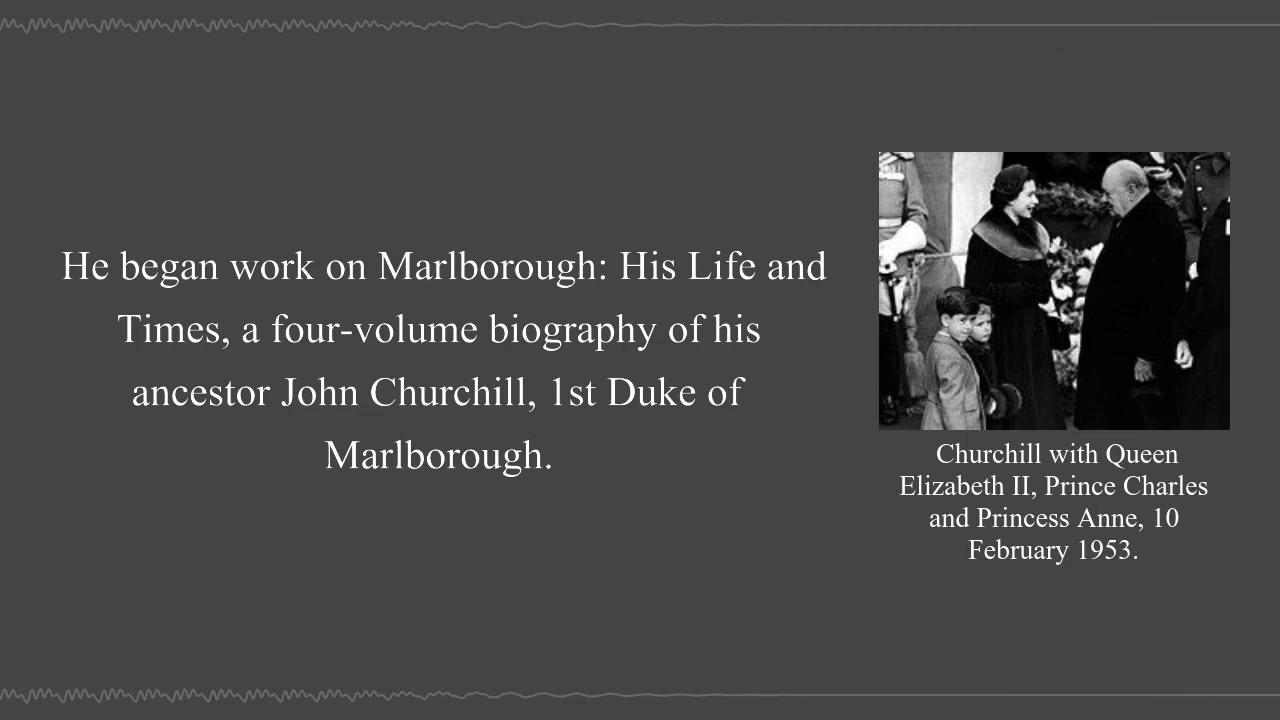 He began work on Marlborough: His Life and
Times, a four-volume biography of his
ancestor John Churchill, 1st Duke of
Marlborough.
Churchill with Queen
Elizabeth II, Prince Charles
and Princess Anne, 10
February 1953.